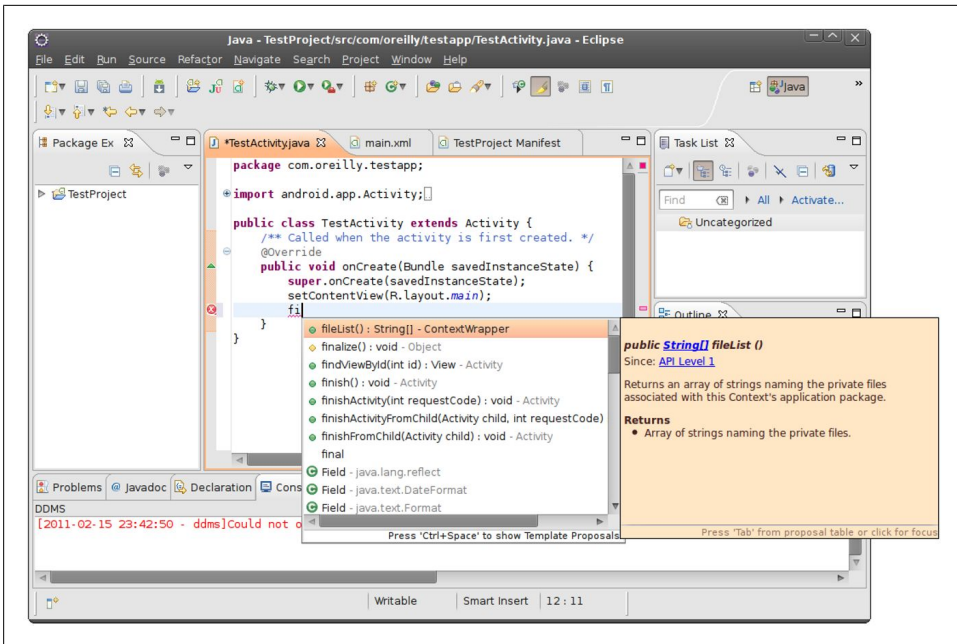 Java - TestProject/src/com/oreilly/testapp/TestActivity.java - Eclipse
File Edit Run Source Refactor Navigate Search Project Window Help
Java
»
Package Ex
*TestActivity.java
main.xml
TestProject Manifest
Task List
TestProject
package com.oreilly.testapp;
import android.app.Activity;
public class TestActivity extends Activity {
/** Called when the activity is first created. */
@Override
public void onCreate(Bundle savedInstanceState) {
super.onCreate(savedInstanceState);
setContentView(R.layout.main);
fi
}
}
Find
All
Activate...
Uncategorized
Outline
fileList() : String[] - ContextWrapper
finalize() : void - Object
findViewById(int id) : View - Activity
finish() : void - Activity
finishActivity(int requestCode) : void - Activity
finishActivityFromChild(Activity child, int requestCode)
finishFromChild(Activity child) : void - Activity
final
Field - java.lang.reflect
Field - java.text.DateFormat
Field - java.text.Format
Press 'Ctrl+Space' to show Template Proposals
public String[] fileList ()
Since: API Level 1
Returns an array of strings naming the private files
associated with this Context's application package.
Returns
• Array of strings naming the private files.
Press 'Tab' from proposal table or click for focus
Problems
@ Javadoc
Declaration
Cons
DDMS
[2011-02-15 23:42:50 - ddms]Could not o
Writable
Smart Insert
12 : 11